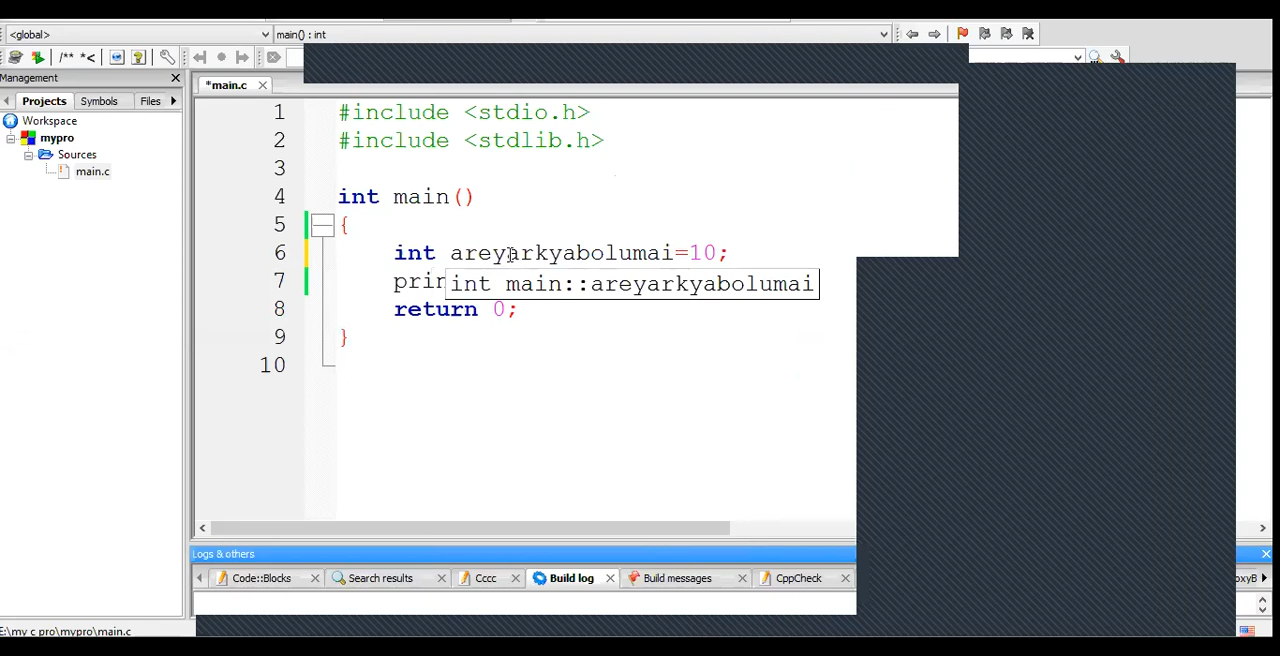 <global>
main() : int
/** *<
Management
*main.c
Projects Symbols Files
Workspace
mypro
Sources
main.c
1 #include <stdio.h>
2 #include <stdlib.h>
3
4 int main()
5 {
6 int areyarkyabolumai=10;
7 prin
int main::areyarkyabolumai
8 return 0;
9 }
10
Logs & others
Code::Blocks Search results Cccc Build log Build messages CppCheck
E:\my c pro\mypro\main.c